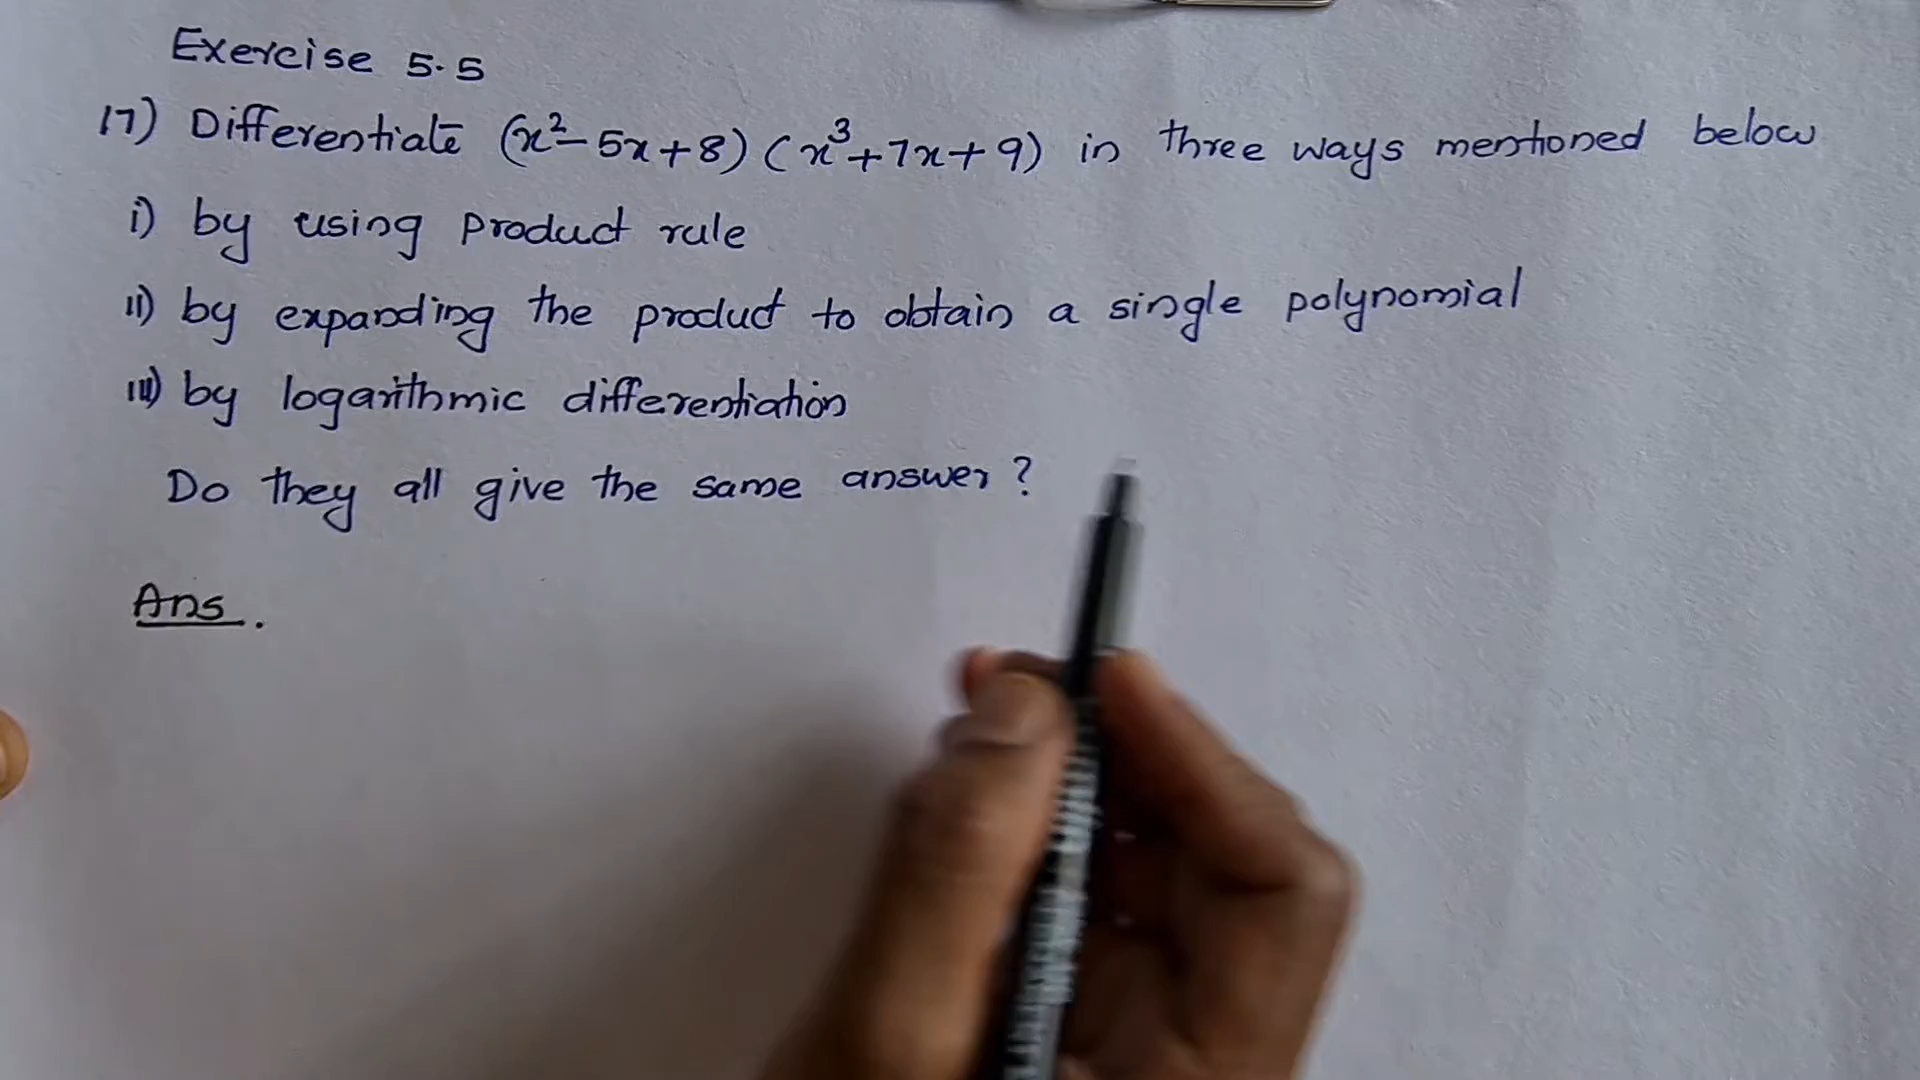 Exercise 5.5
17) Differentiate (x²-5x+8)(x³+7x+9) in three ways mentioned below
i) by using product rule
ii) by expanding the product to obtain a single polynomial
iii) by logarithmic differentiation
Do they all give the same answer?
Ans.